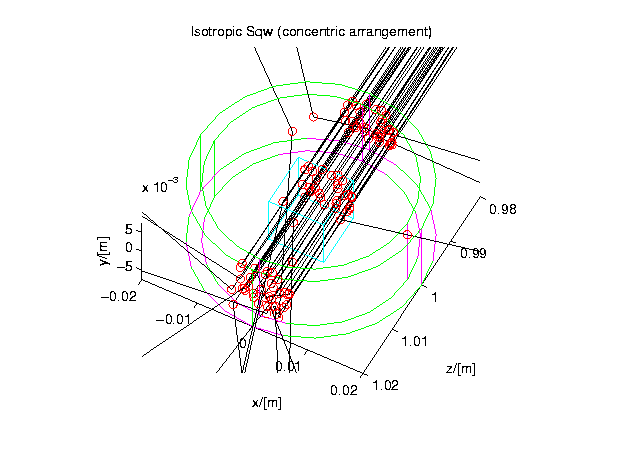 Isotropic Sqw (concentric arrangement)
x 10⁻³
5
0
−5
y/[m]
−0.02
−0.01
0
0.01
0.02
x/[m]
0.98
0.99
1
1.01
1.02
z/[m]